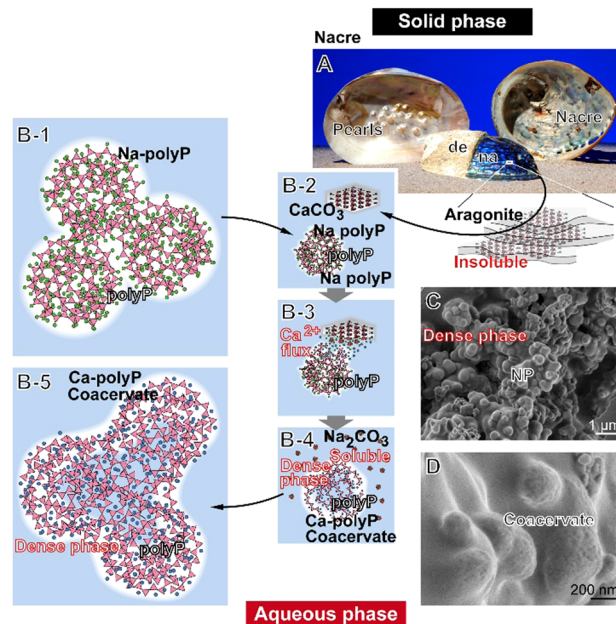 Solid phase
Nacre
A
Pearls
Nacre
de
na
Aragonite
Insoluble
B-1
Na-polyP
polyP
B-2
CaCO3
Na polyP
polyP
Na polyP
B-3
Ca2+
flux
polyP
B-4
Na2CO3
Soluble
Dense
phase
polyP
Ca-polyP
Coacervate
B-5
Ca-polyP
Coacervate
Dense phase
polyP
C
Dense phase
NP
1 µm
D
Coacervate
200 nm
Aqueous phase